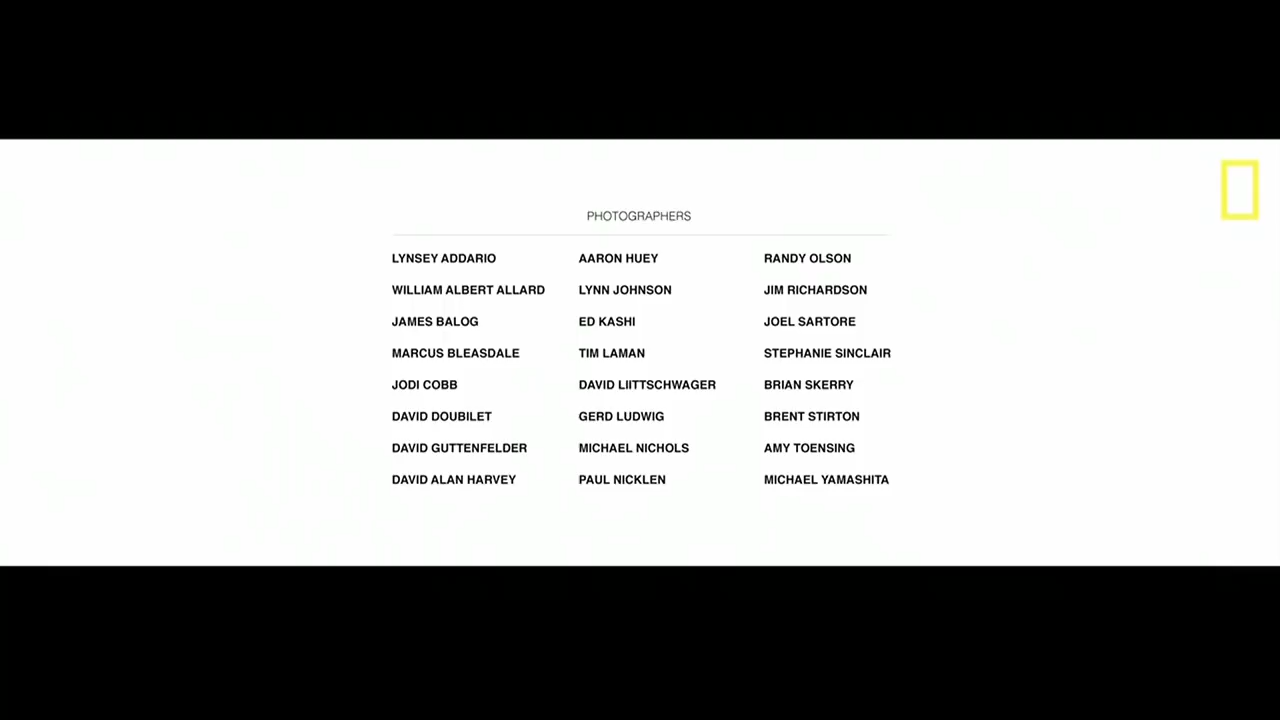 PHOTOGRAPHERS
LYNSEY ADDARIO AARON HUEY RANDY OLSON
WILLIAM ALBERT ALLARD LYNN JOHNSON JIM RICHARDSON
JAMES BALOG ED KASHI JOEL SARTORE
MARCUS BLEASDALE TIM LAMAN STEPHANIE SINCLAIR
JODI COBB DAVID LIITTSCHWAGER BRIAN SKERRY
DAVID DOUBILET GERD LUDWIG BRENT STIRTON
DAVID GUTTENFELDER MICHAEL NICHOLS AMY TOENSING
DAVID ALAN HARVEY PAUL NICKLEN MICHAEL YAMASHITA